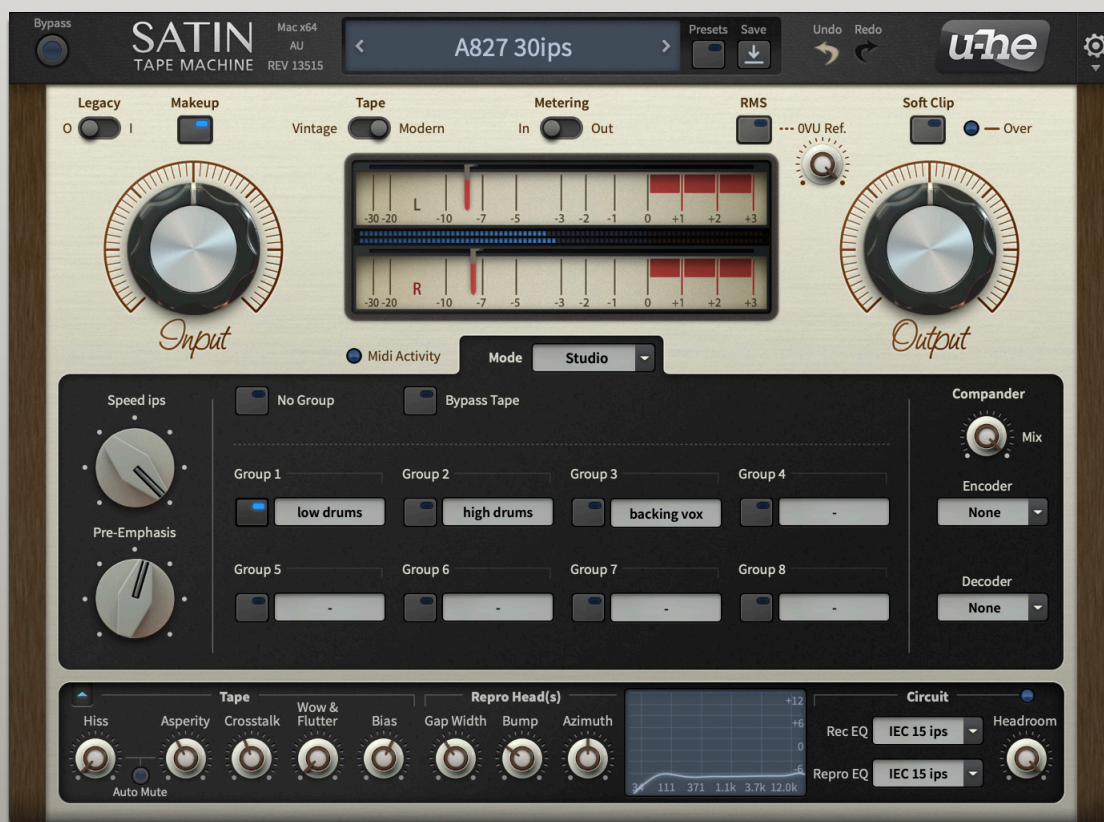 Bypass
SATIN
TAPE MACHINE
Mac x64
AU
REV 13515
A827 30ips
Presets Save
Undo Redo
u-he
Legacy
O I
Makeup
Tape
Vintage Modern
Metering
In Out
RMS
0VU Ref.
Soft Clip
Over
L
-30 -20 -10 -7 -5 -3 -2 -1 0 +1 +2 +3
R
-30 -20 -10 -7 -5 -3 -2 -1 0 +1 +2 +3
Input
Output
Midi Activity
Mode Studio
Speed ips
No Group
Bypass Tape
Compander
Mix
Group 1 Group 2 Group 3 Group 4
low drums high drums backing vox -
Encoder
None
Pre-Emphasis
Group 5 Group 6 Group 7 Group 8
- - - -
Decoder
None
Tape
Hiss Asperity Crosstalk Wow & Flutter Bias
Auto Mute
Repro Head(s)
Gap Width Bump Azimuth
+12
+6
0
-6
34 111 371 1.1k 3.7k 12.0k
Circuit
Rec EQ IEC 15 ips
Repro EQ IEC 15 ips
Headroom